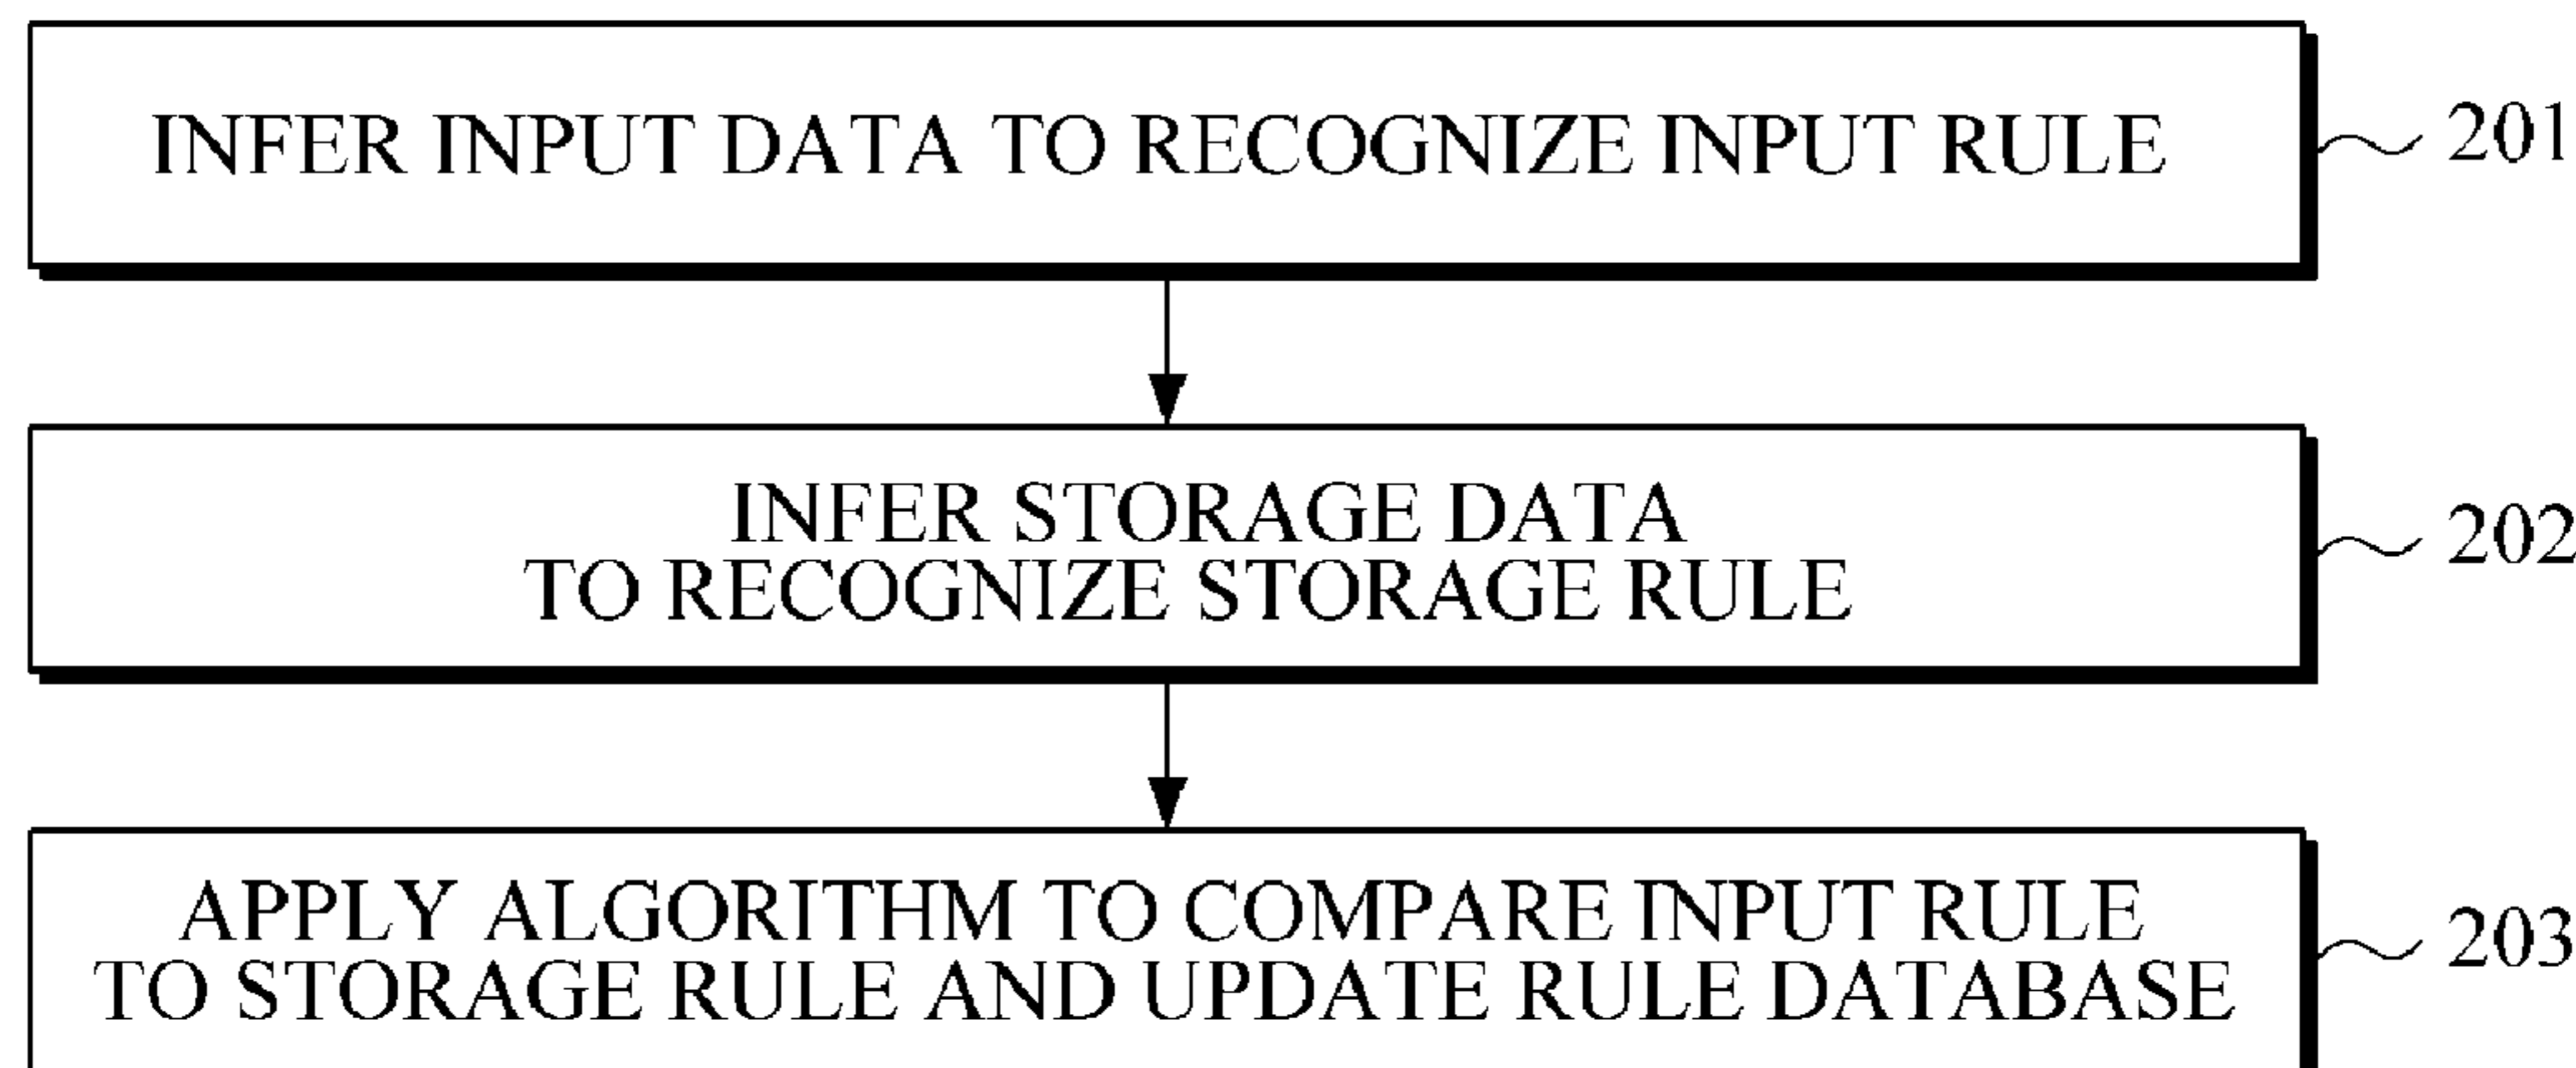 INFER INPUT DATA TO RECOGNIZE INPUT RULE
201
INFER STORAGE DATA
TO RECOGNIZE STORAGE RULE
202
APPLY ALGORITHM TO COMPARE INPUT RULE
TO STORAGE RULE AND UPDATE RULE DATABASE
203